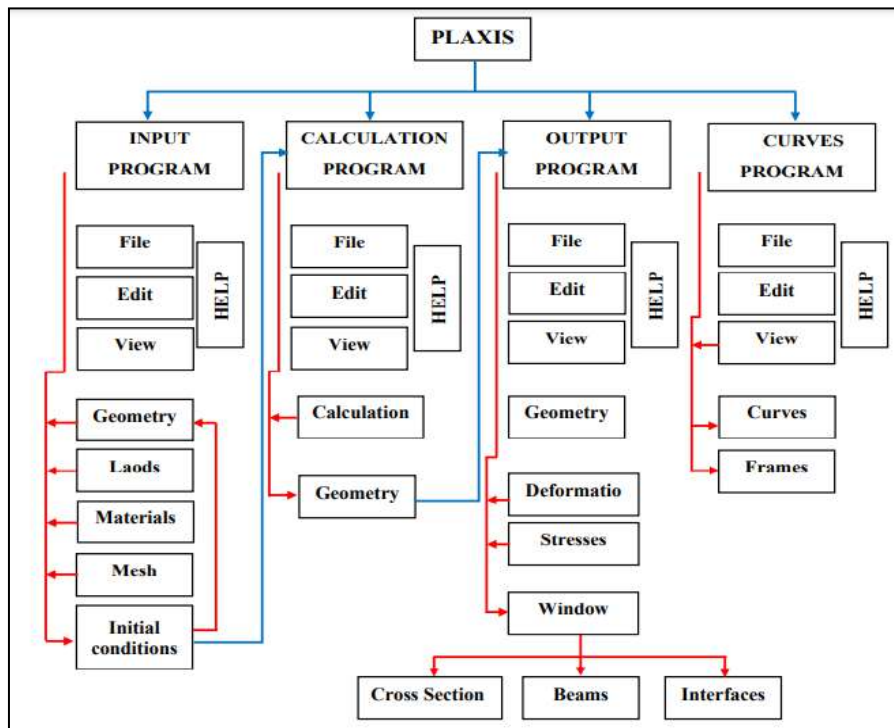 PLAXIS
INPUT
PROGRAM
CALCULATION
PROGRAM
OUTPUT
PROGRAM
CURVES
PROGRAM
File
Edit
View
HELP
Geometry
Laods
Materials
Mesh
Initial
conditions
File
Edit
View
HELP
Calculation
Geometry
File
Edit
View
HELP
Geometry
Deformatio
Stresses
Window
Cross Section
Beams
Interfaces
File
Edit
View
HELP
Curves
Frames